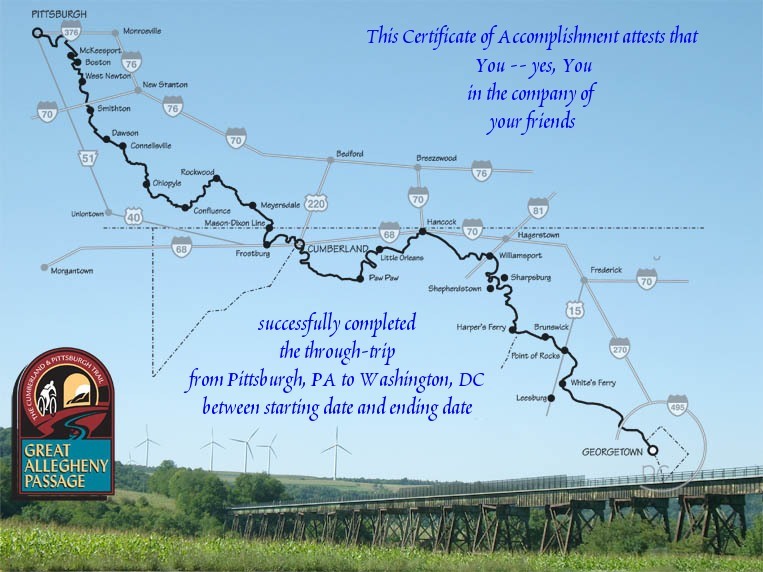 PITTSBURGH
This Certificate of Accomplishment attests that
You -- yes, You
in the company of
your friends
376
Monroeville
McKeesport
Boston
76
West Newton
New Stanton
70
Smithton
76
70
Dawson
Connellsville
51
Bedford
Breezewood
76
Rockwood
Ohiopyle
220
70
81
Uniontown
40
Confluence
Meyersdale
Mason-Dixon Line
Hancock
68
70
Hagerstown
68
Frostburg
CUMBERLAND
Little Orleans
Williamsport
Morgantown
Paw Paw
Sharpsburg
Shepherdstown
Frederick
70
15
successfully completed
the through-trip
from Pittsburgh, PA to Washington, DC
between starting date and ending date
Harper's Ferry
Brunswick
Point of Rocks
270
White's Ferry
Leesburg
495
GEORGETOWN
DC
THE CUMBERLAND & PITTSBURGH TRAIL
GREAT
ALLEGHENY
PASSAGE